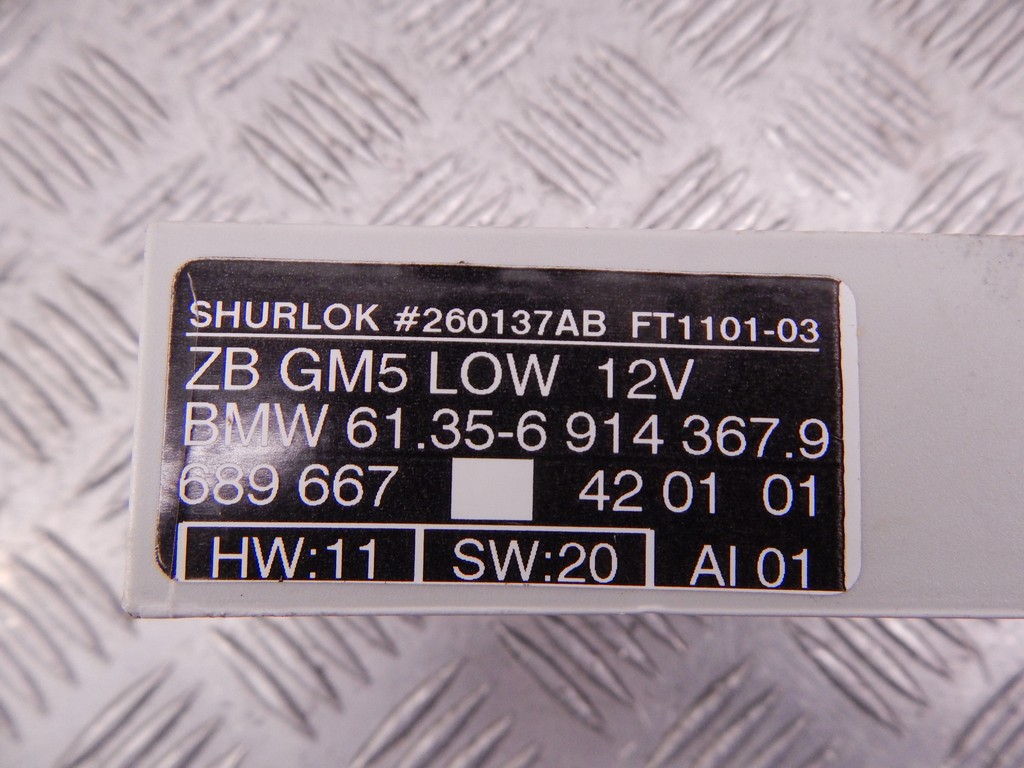 SHURLOK #260137AB FT1101-03
ZB GM5 LOW 12V
BMW 61.35-6 914 367.9
689 667 42 01 01
HW:11 SW:20 AI 01